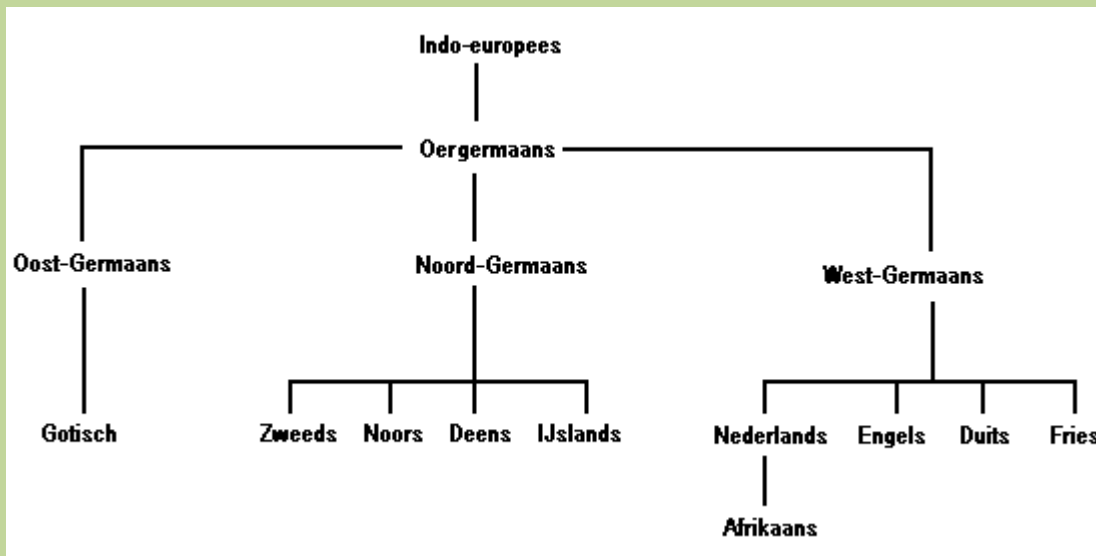 Indo-europees
Oergermaans
Oost-Germaans
Noord-Germaans
West-Germaans
Gotisch
Zweeds
Noors
Deens
IJslands
Nederlands
Engels
Duits
Fries
Afrikaans